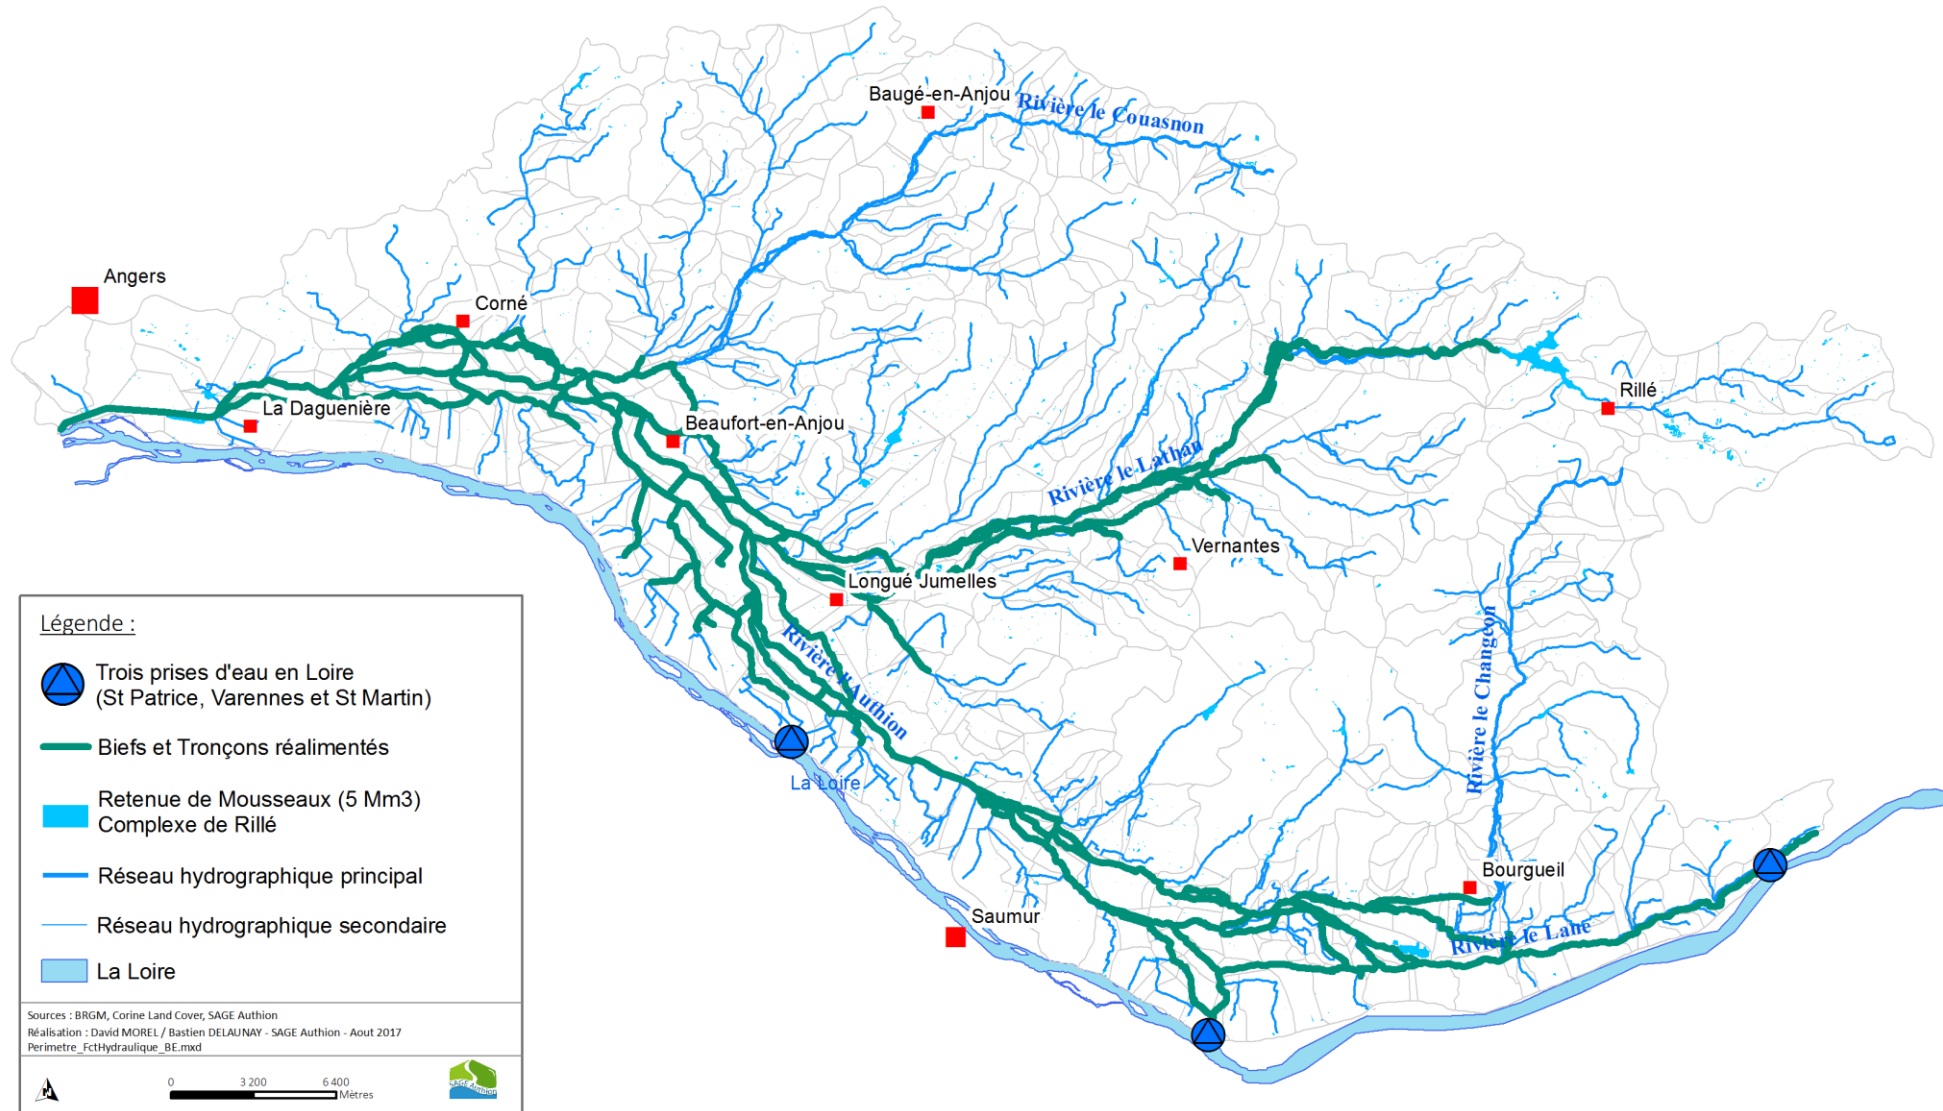 Baugé-en-Anjou
Rivière le Couasnon
Angers
Corné
La Daguenière
Beaufort-en-Anjou
Rillé
Rivière le Lathan
Vernantes
Longué Jumelles
Rivière l'Authion
Rivière le Changeon
La Loire
Bourgueil
Saumur
Rivière le Lane
Légende :
Trois prises d'eau en Loire
(St Patrice, Varennes et St Martin)
Biefs et Tronçons réalimentés
Retenue de Mousseaux (5 Mm3)
Complexe de Rillé
Réseau hydrographique principal
Réseau hydrographique secondaire
La Loire
Sources : BRGM, Corine Land Cover, SAGE Authion
Réalisation : David MOREL / Bastien DELAUNAY - SAGE Authion - Aout 2017
Perimetre_FctHydraulique_BE.mxd
0 3 200 6 400
Mètres
SAGE Authion